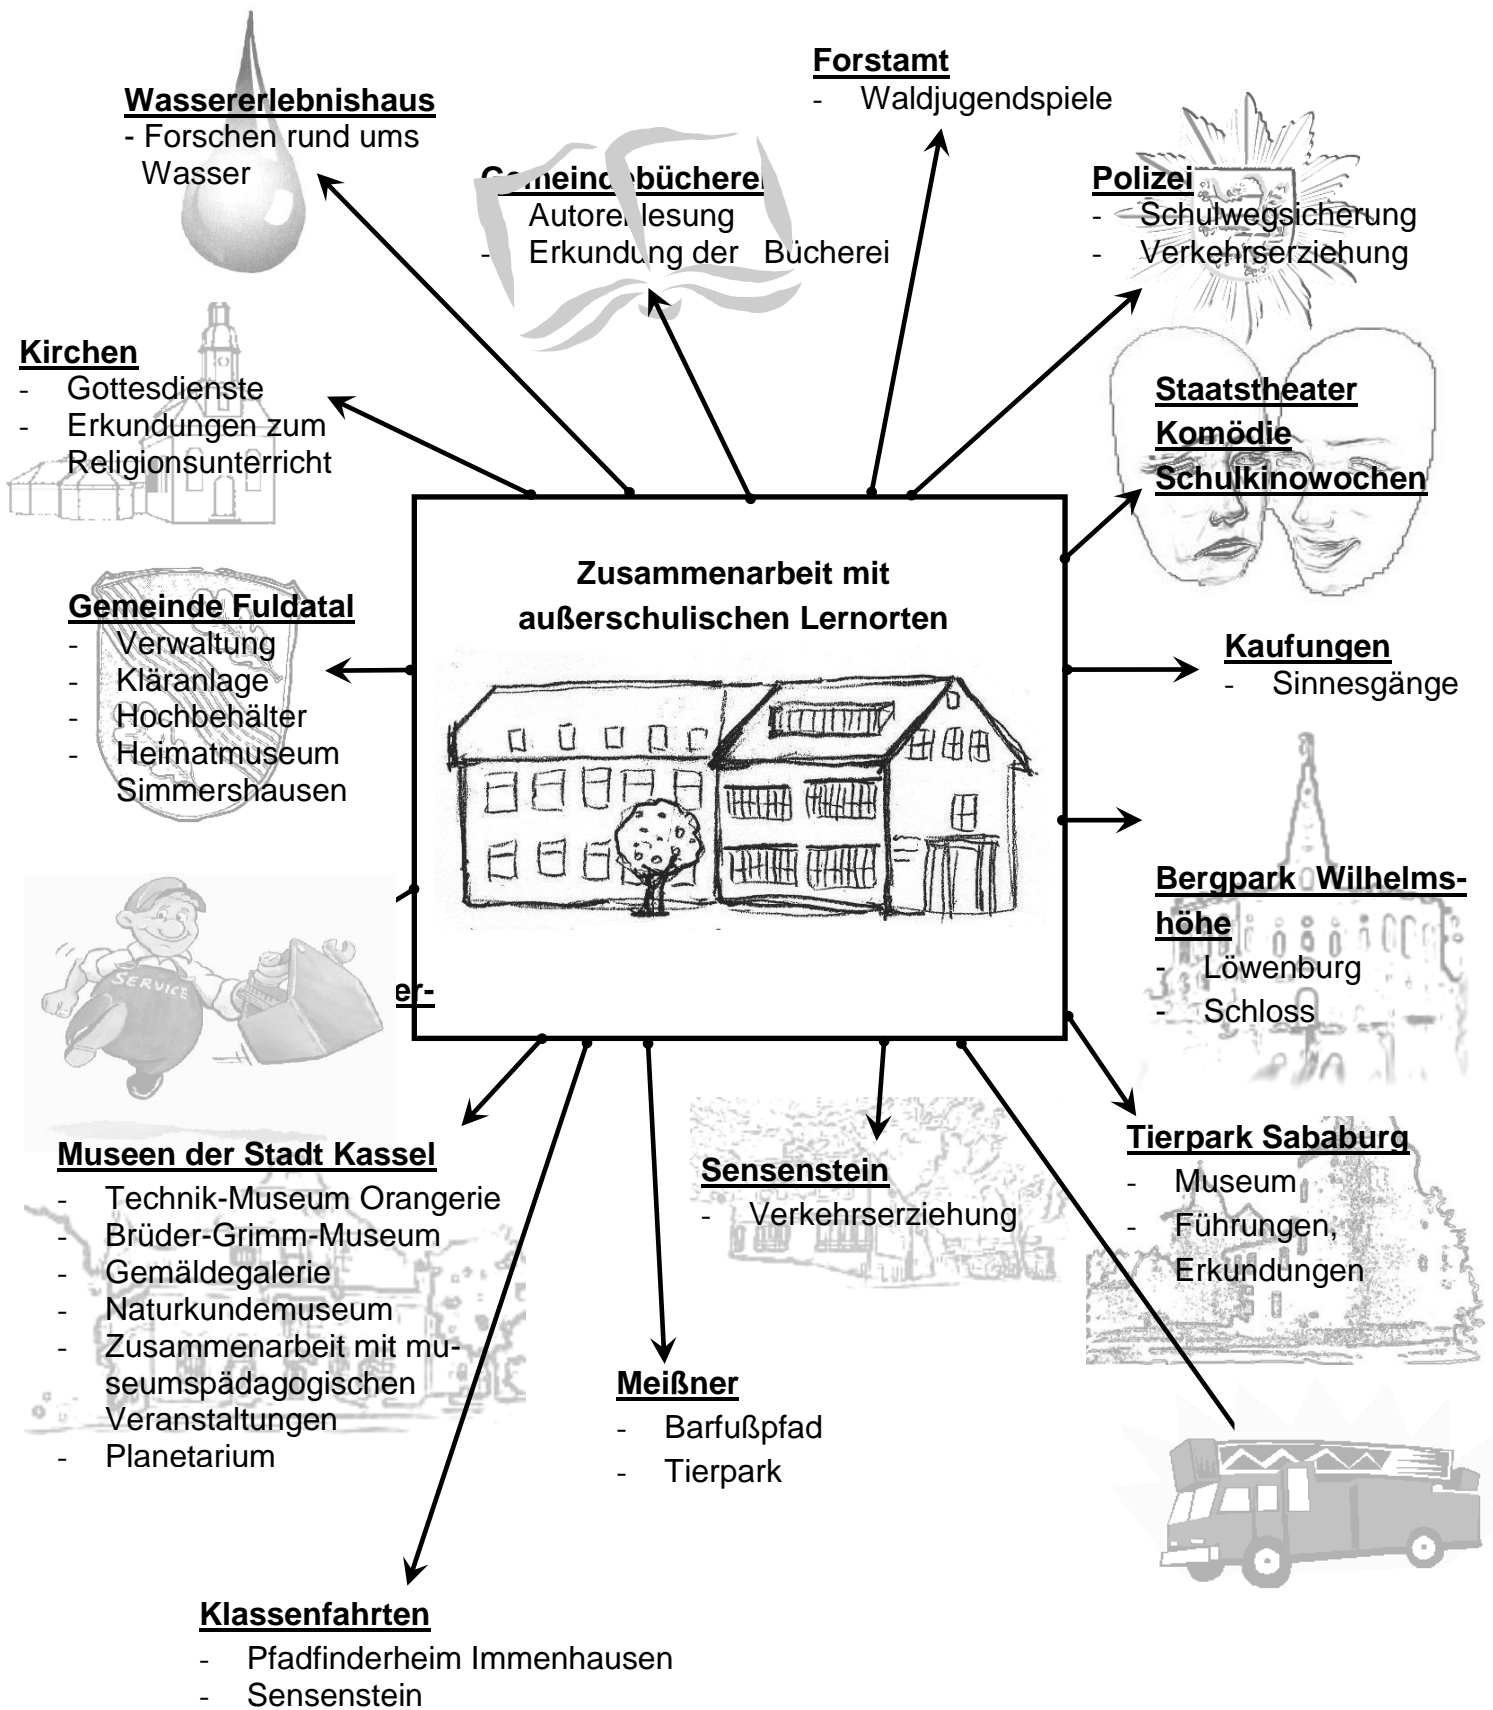 Forstamt
- Waldjugendspiele
Wassererlebnishaus
- Forschen rund ums
Wasser
Gemeindebücherei
Autorenlesung
- Erkundung der Bücherei
Polizei
- Schulwegsicherung
- Verkehrserziehung
Kirchen
- Gottesdienste
- Erkundungen zum
Religionsunterricht
Staatstheater
Komödie
Schulkinowochen
Zusammenarbeit mit
außerschulischen Lernorten
Gemeinde Fuldatal
- Verwaltung
- Kläranlage
- Hochbehälter
- Heimatmuseum
Simmershausen
Kaufungen
- Sinnesgänge
Bergpark Wilhelms-
höhe
- Löwenburg
- Schloss
SERVICE
er-
Museen der Stadt Kassel
- Technik-Museum Orangerie
- Brüder-Grimm-Museum
- Gemäldegalerie
- Naturkundemuseum
- Zusammenarbeit mit mu-
seumspädagogischen
Veranstaltungen
- Planetarium
Sensenstein
- Verkehrserziehung
Tierpark Sababurg
- Museum
- Führungen,
Erkundungen
Meißner
- Barfußpfad
- Tierpark
Klassenfahrten
- Pfadfinderheim Immenhausen
- Sensenstein